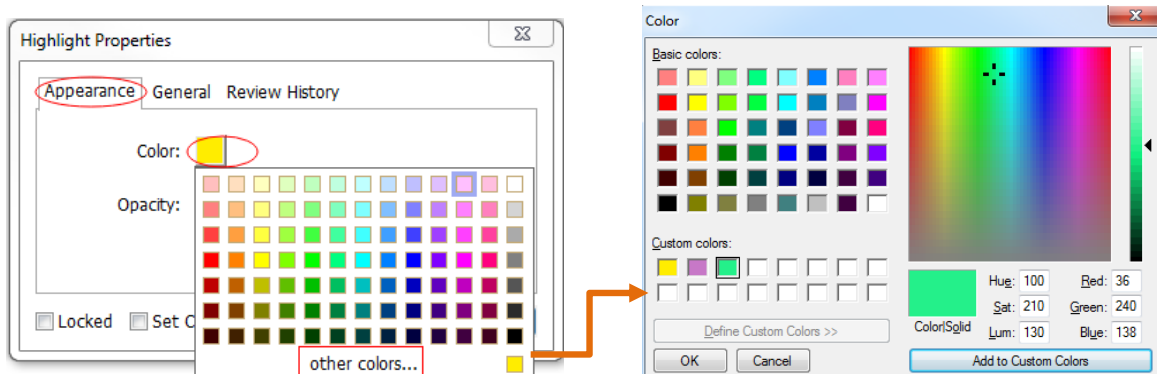 Highlight Properties
Appearance General Review History
Color:
Opacity:
Locked Set C
other colors...
Color
Basic colors:
Custom colors:
Define Custom Colors >>
OK Cancel
Color|Solid
Hue: 100 Red: 36
Sat: 210 Green: 240
Lum: 130 Blue: 138
Add to Custom Colors